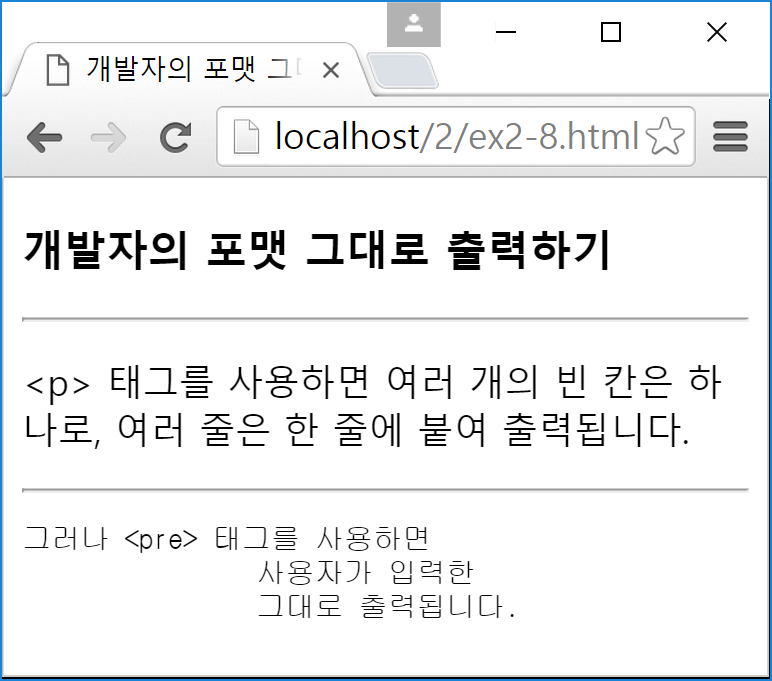 개발자의 포맷 그대
localhost/2/ex2-8.html
개발자의 포맷 그대로 출력하기
<p> 태그를 사용하면 여러 개의 빈 칸은 하
나로, 여러 줄은 한 줄에 붙여 출력됩니다.
그러나 <pre> 태그를 사용하면
사용자가 입력한
그대로 출력됩니다.